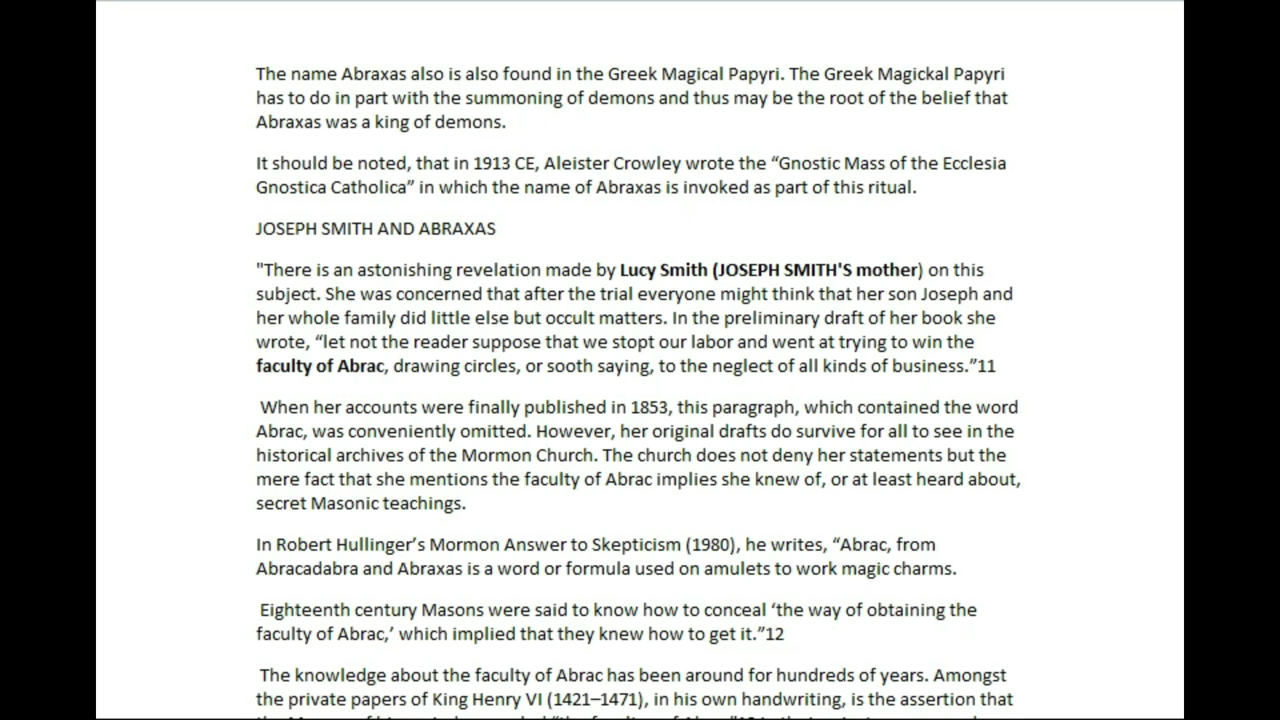 The name Abraxas also is also found in the Greek Magical Papyri. The Greek Magickal Papyri
has to do in part with the summoning of demons and thus may be the root of the belief that
Abraxas was a king of demons.
It should be noted, that in 1913 CE, Aleister Crowley wrote the “Gnostic Mass of the Ecclesia
Gnostica Catholica” in which the name of Abraxas is invoked as part of this ritual.
JOSEPH SMITH AND ABRAXAS
"There is an astonishing revelation made by Lucy Smith (JOSEPH SMITH'S mother) on this
subject. She was concerned that after the trial everyone might think that her son Joseph and
her whole family did little else but occult matters. In the preliminary draft of her book she
wrote, “let not the reader suppose that we stopt our labor and went at trying to win the
faculty of Abrac, drawing circles, or sooth saying, to the neglect of all kinds of business.”11
When her accounts were finally published in 1853, this paragraph, which contained the word
Abrac, was conveniently omitted. However, her original drafts do survive for all to see in the
historical archives of the Mormon Church. The church does not deny her statements but the
mere fact that she mentions the faculty of Abrac implies she knew of, or at least heard about,
secret Masonic teachings.
In Robert Hullinger’s Mormon Answer to Skepticism (1980), he writes, “Abrac, from
Abracadabra and Abraxas is a word or formula used on amulets to work magic charms.
Eighteenth century Masons were said to know how to conceal ‘the way of obtaining the
faculty of Abrac,’ which implied that they knew how to get it.”12
The knowledge about the faculty of Abrac has been around for hundreds of years. Amongst
the private papers of King Henry VI (1421–1471), in his own handwriting, is the assertion that